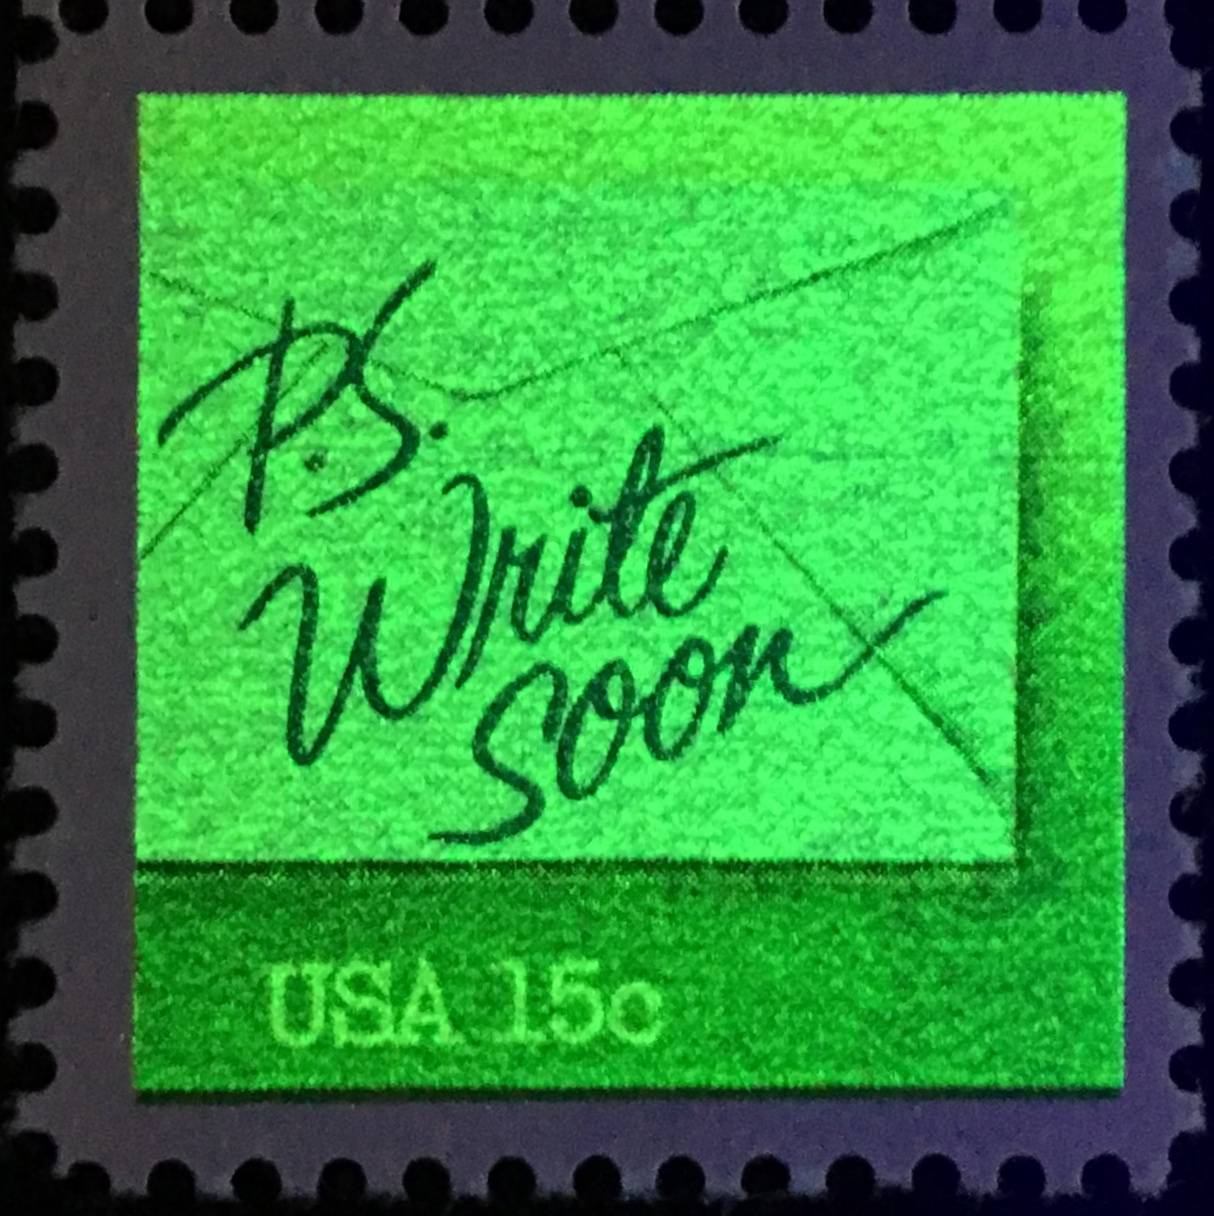 P.S.
Write
soon
USA 15c